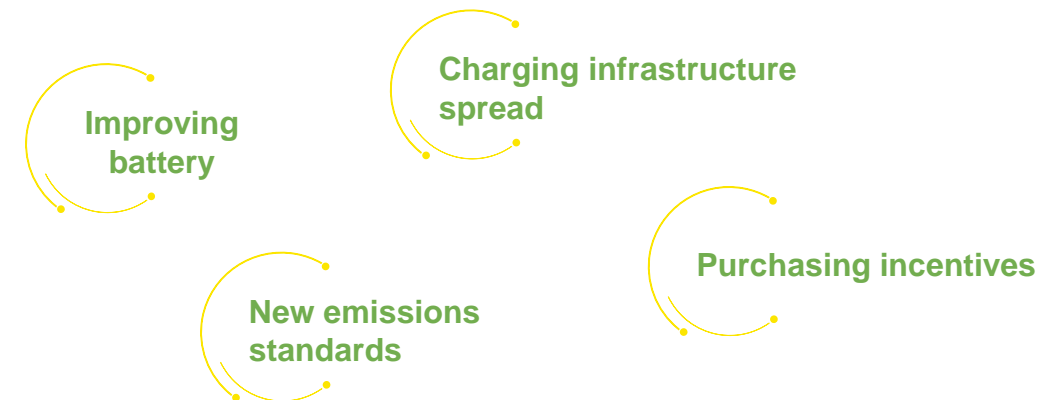 Improving
battery
Charging infrastructure
spread
New emissions
standards
Purchasing incentives